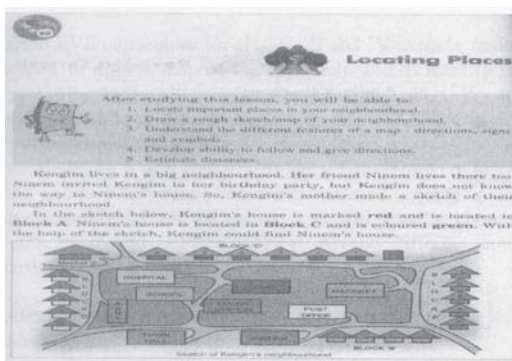 Locating Places
After studying this lesson, you will be able to:
1. Locate important places in your neighbourhood.
2. Draw a rough sketch/map of your neighbourhood.
3. Understand the different features of a map - directions, signs
and symbols.
4. Develop ability to follow and give directions.
5. Estimate distances.
Kengim lives in a big neighbourhood. Her friend Ninem lives there too.
Ninem invited Kengim to her birthday party, but Kengim does not know
the way to Ninem's house. So, Kengim's mother made a sketch of their
neighbourhood.
In the sketch below, Kengim's house is marked red and is located in
Block A. Ninem's house is located in Block C and is coloured green. With
the help of the sketch, Kengim could find Ninem's house.
BLOCK 'C'
HOSPITAL
SCHOOL
MARKET
POST
OFFICE
TOWN
HALL
BLOCK 'B'
Sketch of Kengim's neighbourhood